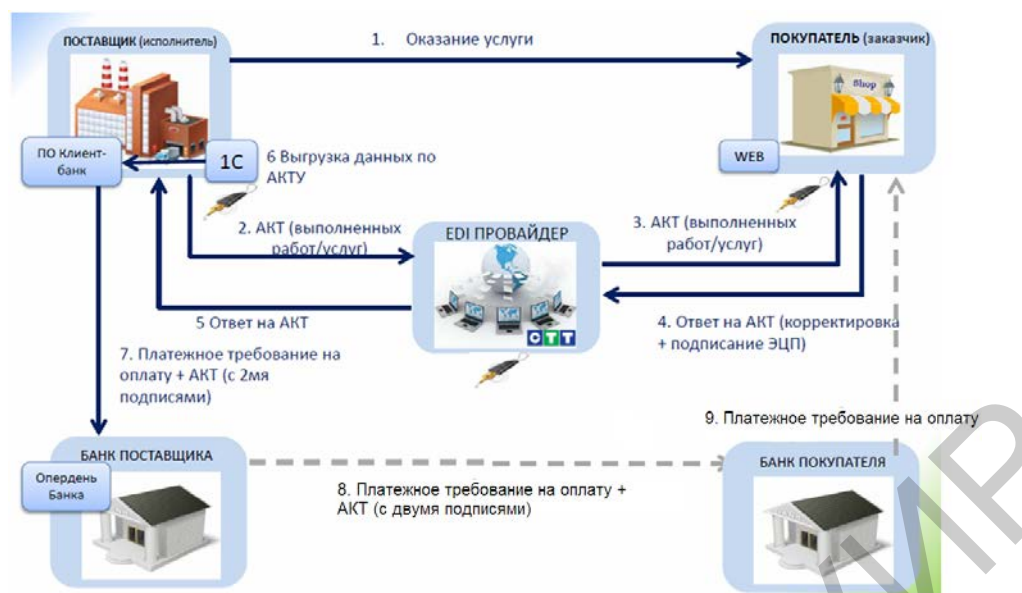 ПОСТАВЩИК (исполнитель)
1. Оказание услуги
ПОКУПАТЕЛЬ (заказчик)
Shop
ПО Клиент-
банк
1С
6 Выгрузка данных по
АКТУ
WEB
2. АКТ (выполненных
работ/услуг)
EDI ПРОВАЙДЕР
3. АКТ (выполненных
работ/услуг)
СТТ
5 Ответ на АКТ
4. Ответ на АКТ (корректировка
+ подписание ЭЦП)
7. Платежное требование на
оплату + АКТ (с 2мя
подписями)
9. Платежное требование на оплату
БАНК ПОСТАВЩИКА
Опердень
Банка
8. Платежное требование на оплату +
АКТ (с двумя подписями)
БАНК ПОКУПАТЕЛЯ
МР